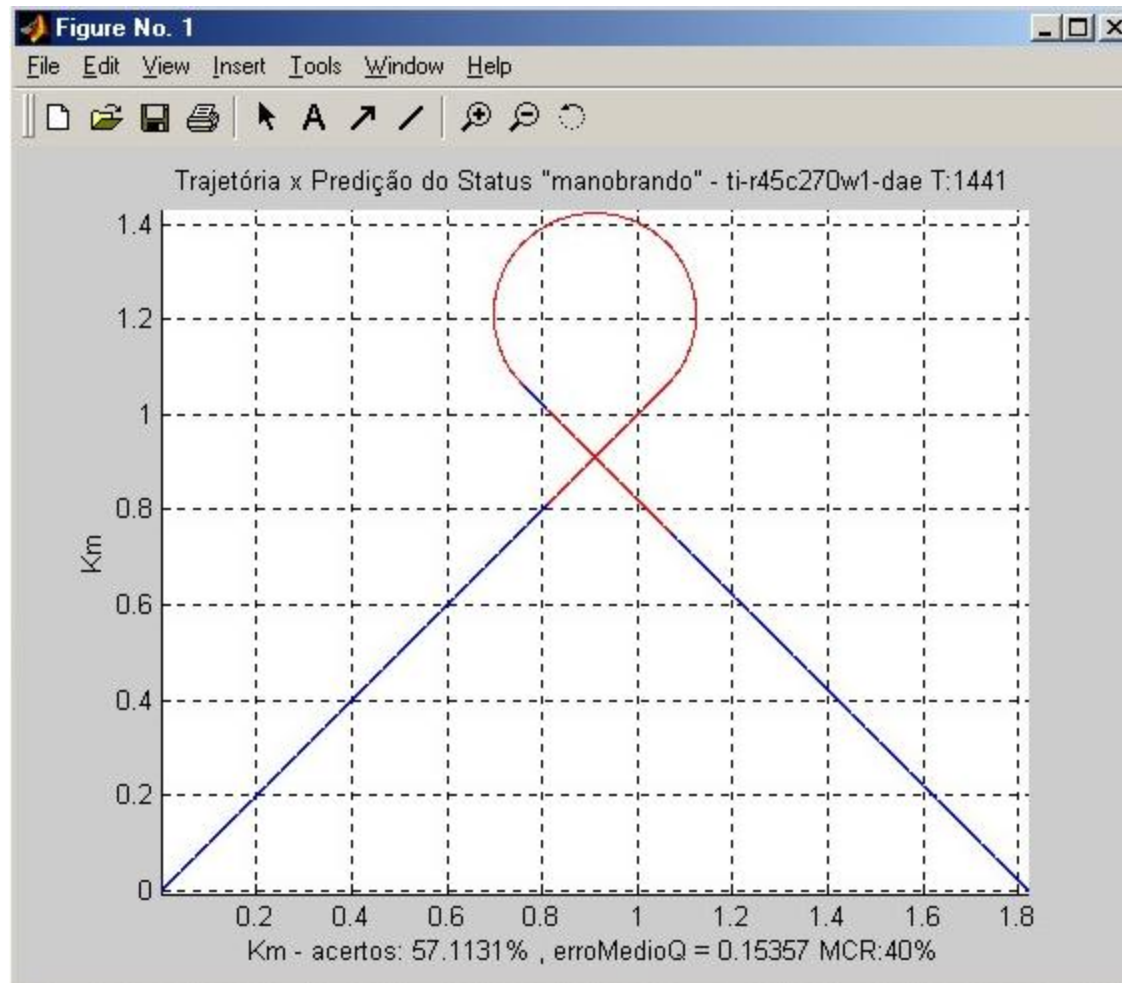 Figure No. 1
File Edit View Insert Tools Window Help
A
Trajetória x Predição do Status "manobrando" - ti-r45c270w1-dae T:1441
1.4
1.2
1
0.8
0.6
0.4
0.2
0
Km
0.2 0.4 0.6 0.8 1 1.2 1.4 1.6 1.8
Km - acertos: 57.1131% , erroMedioQ = 0.15357 MCR:40%